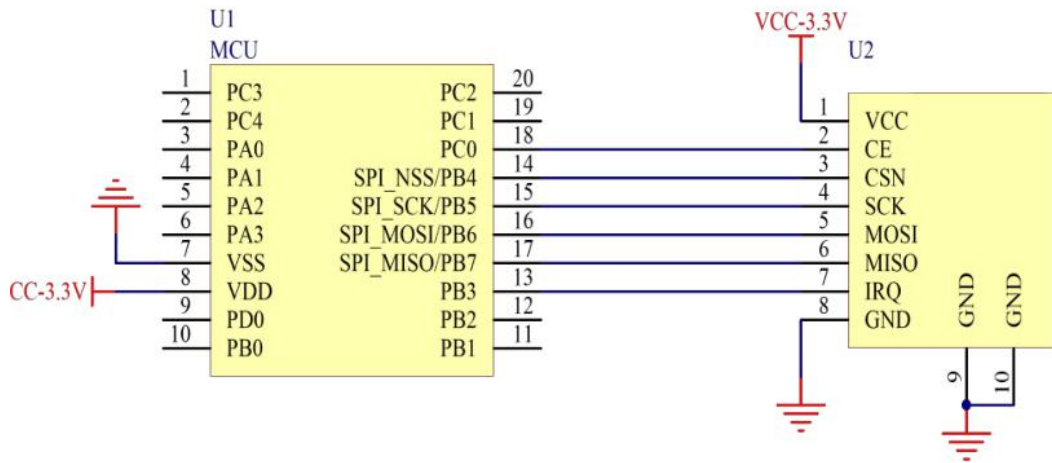 U1
MCU
1 PC3
2 PC4
3 PA0
4 PA1
5 PA2
6 PA3
7 VSS
8 VDD
9 PD0
10 PB0
CC-3.3V
PC2 20
PC1 19
PC0 18
SPI_NSS/PB4 14
SPI_SCK/PB5 15
SPI_MOSI/PB6 16
SPI_MISO/PB7 17
PB3 13
PB2 12
PB1 11
VCC-3.3V
U2
1 VCC
2 CE
3 CSN
4 SCK
5 MOSI
6 MISO
7 IRQ
8 GND
GND 9
GND 10